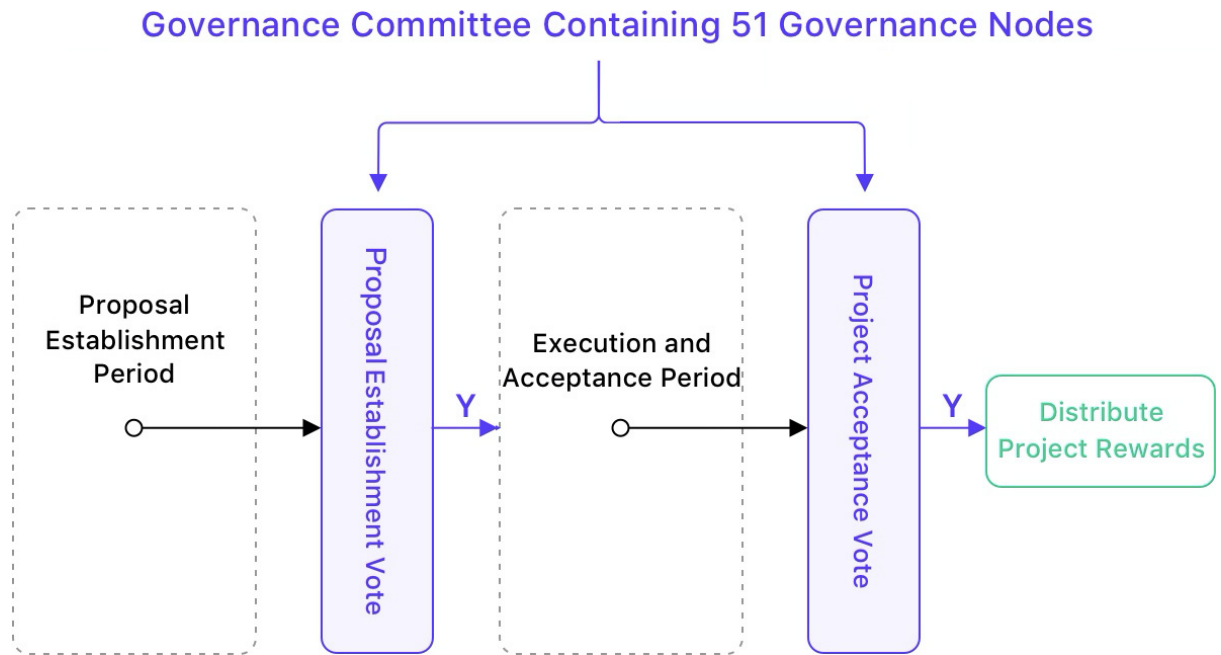 Governance Committee Containing 51 Governance Nodes
Proposal
Establishment
Period
Proposal Establishment Vote
Y
Execution and
Acceptance Period
Project Acceptance Vote
Y
Distribute
Project Rewards